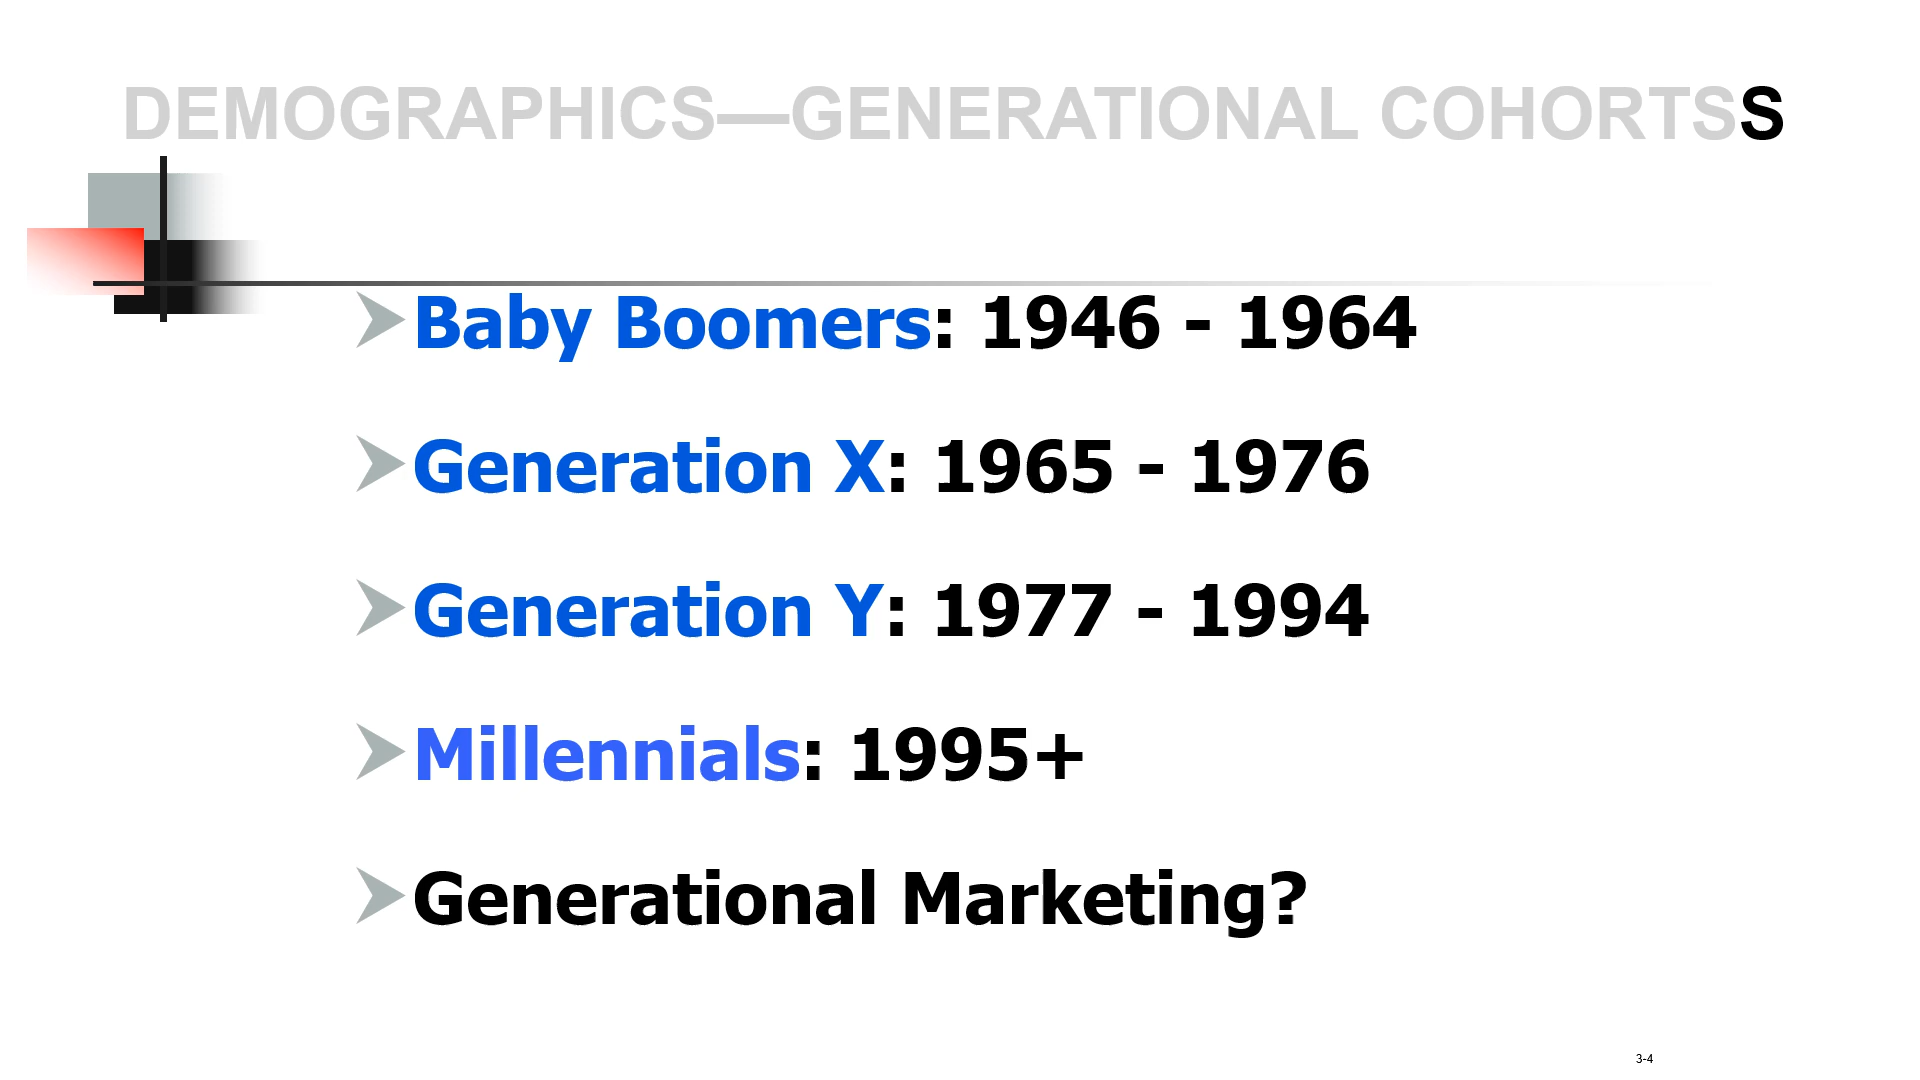 DEMOGRAPHICS—GENERATIONAL COHORTSS
Baby Boomers: 1946 - 1964
Generation X: 1965 - 1976
Generation Y: 1977 - 1994
Millennials: 1995+
Generational Marketing?
3-4